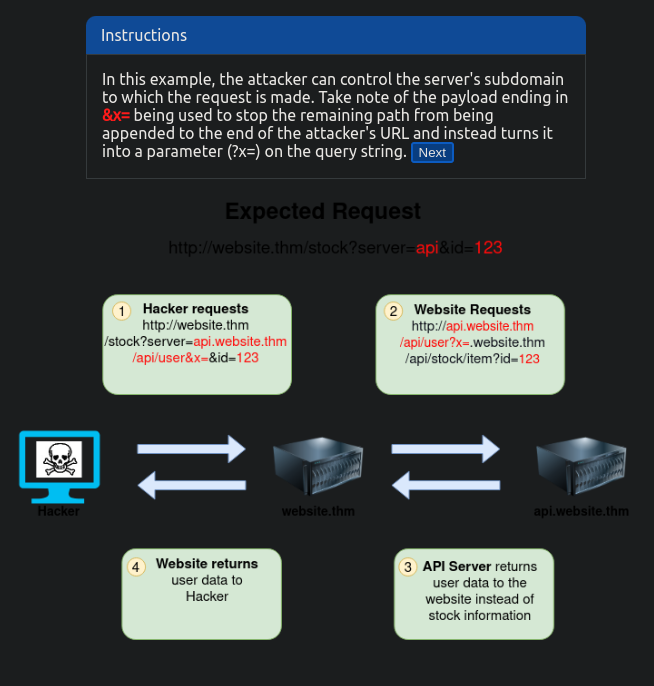 Instructions
In this example, the attacker can control the server's subdomain
to which the request is made. Take note of the payload ending in
&x= being used to stop the remaining path from being
appended to the end of the attacker's URL and instead turns it
into a parameter (?x=) on the query string. Next
Expected Request
http://website.thm/stock?server=api&id=123
1 Hacker requests
http://website.thm
/stock?server=api.website.thm
/api/user&x=&id=123
2 Website Requests
http://api.website.thm
/api/user?x=.website.thm
/api/stock/item?id=123
Hacker
website.thm
api.website.thm
4 Website returns
user data to
Hacker
3 API Server returns
user data to the
website instead of
stock information